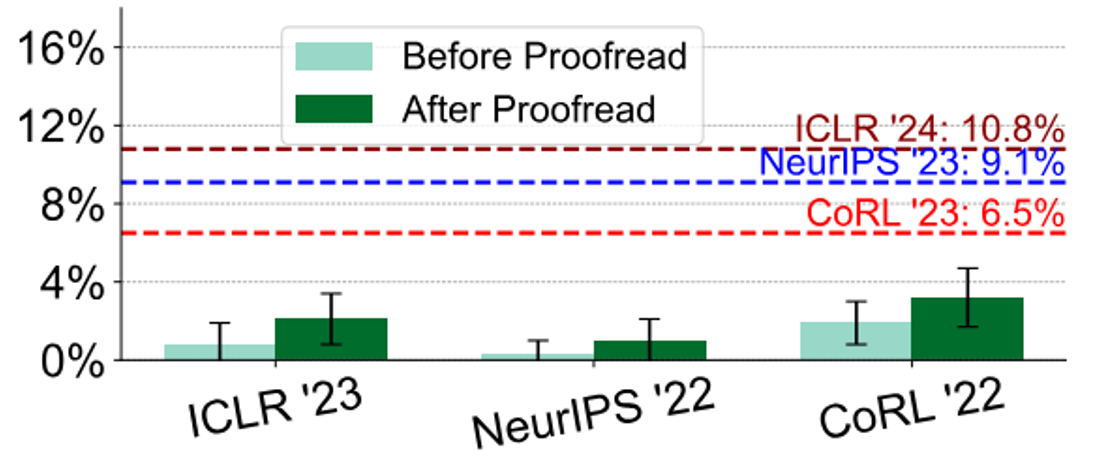 16%
12%
8%
4%
0%
Before Proofread
After Proofread
ICLR '24: 10.8%
NeurIPS '23: 9.1%
CoRL '23: 6.5%
ICLR '23
NeurIPS '22
CoRL '22